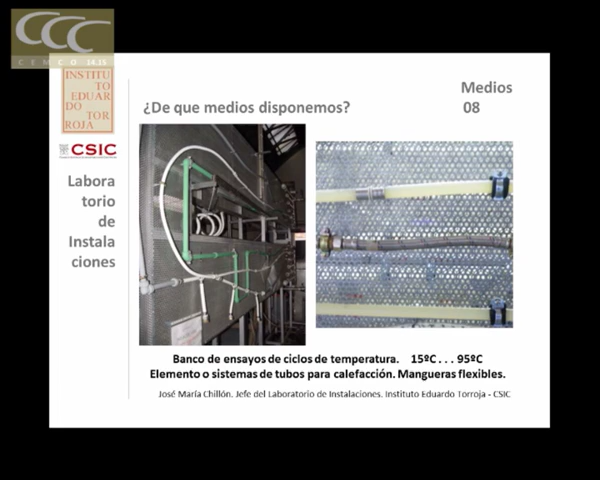 CCC
CEMCO 14.15
INSTITU
TO
EDUAR
DO
TOR
ROJA
CSIC
Medios
¿De que medios disponemos?
08
Labora
torio
de
Instala
ciones
Banco de ensayos de ciclos de temperatura. 15ºC . . . 95ºC
Elemento o sistemas de tubos para calefacción. Mangueras flexibles.
José María Chillón. Jefe del Laboratorio de Instalaciones. Instituto Eduardo Torroja - CSIC